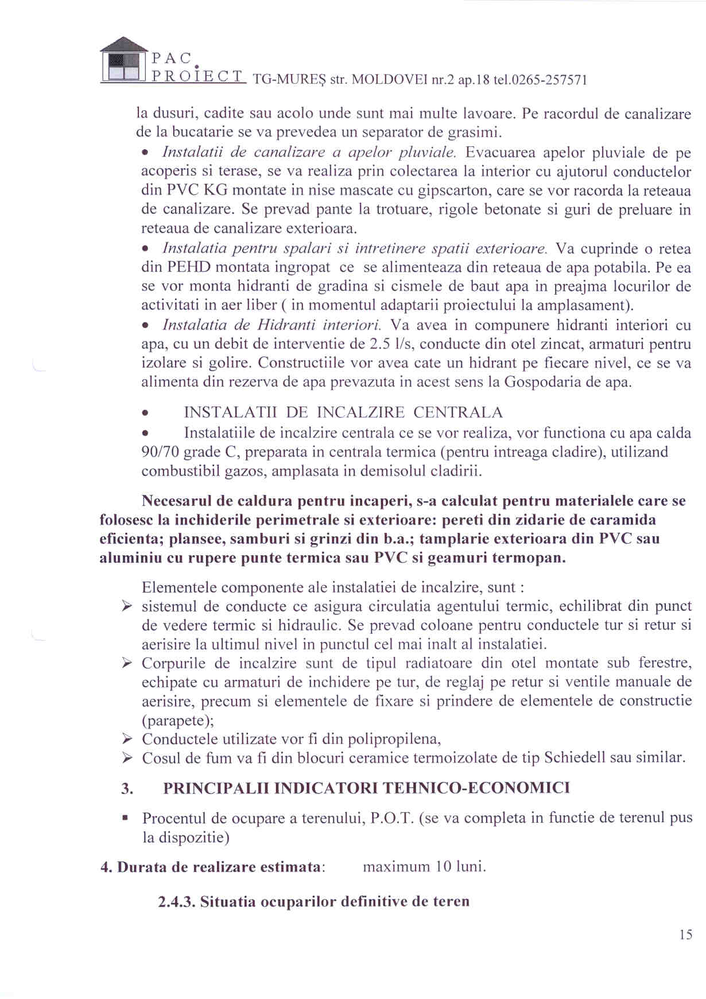 PAC
PROIECT TG-MUREŞ str. MOLDOVEI nr.2 ap.18 tel.0265-257571
la dusuri, cadite sau acolo unde sunt mai multe lavoare. Pe racordul de canalizare
de la bucatarie se va prevedea un separator de grasimi.
• Instalatii de canalizare a apelor pluviale. Evacuarea apelor pluviale de pe
acoperis si terase, se va realiza prin colectarea la interior cu ajutorul conductelor
din PVC KG montate in nise mascate cu gipscarton, care se vor racorda la reteaua
de canalizare. Se prevad pante la trotuare, rigole betonate si guri de preluare in
reteaua de canalizare exterioara.
• Instalatia pentru spalari si intretinere spatii exterioare. Va cuprinde o retea
din PEHD montata ingropat ce se alimenteaza din reteaua de apa potabila. Pe ea
se vor monta hidranti de gradina si cismele de baut apa in preajma locurilor de
activitati in aer liber ( in momentul adaptarii proiectului la amplasament).
• Instalatia de Hidranti interiori. Va avea in compunere hidranti interiori cu
apa, cu un debit de interventie de 2.5 l/s, conducte din otel zincat, armaturi pentru
izolare si golire. Constructiile vor avea cate un hidrant pe fiecare nivel, ce se va
alimenta din rezerva de apa prevazuta in acest sens la Gospodaria de apa.
• INSTALATII DE INCALZIRE CENTRALA
• Instalatiile de incalzire centrala ce se vor realiza, vor functiona cu apa calda
90/70 grade C, preparata in centrala termica (pentru intreaga cladire), utilizand
combustibil gazos, amplasata in demisolul cladirii.
Necesarul de caldura pentru incaperi, s-a calculat pentru materialele care se
folosesc la inchiderile perimetrale si exterioare: pereti din zidarie de caramida
eficienta; plansee, samburi si grinzi din b.a.; tamplarie exterioara din PVC sau
aluminiu cu rupere punte termica sau PVC si geamuri termopan.
Elementele componente ale instalatiei de incalzire, sunt :
➢ sistemul de conducte ce asigura circulatia agentului termic, echilibrat din punct
de vedere termic si hidraulic. Se prevad coloane pentru conductele tur si retur si
aerisire la ultimul nivel in punctul cel mai inalt al instalatiei.
➢ Corpurile de incalzire sunt de tipul radiatoare din otel montate sub ferestre,
echipate cu armaturi de inchidere pe tur, de reglaj pe retur si ventile manuale de
aerisire, precum si elementele de fixare si prindere de elementele de constructie
(parapete);
➢ Conductele utilizate vor fi din polipropilena,
➢ Cosul de fum va fi din blocuri ceramice termoizolate de tip Schiedell sau similar.
3. PRINCIPALII INDICATORI TEHNICO-ECONOMICI
▪ Procentul de ocupare a terenului, P.O.T. (se va completa in functie de terenul pus
la dispozitie)
4. Durata de realizare estimata: maximum 10 luni.
2.4.3. Situatia ocuparilor definitive de teren
15